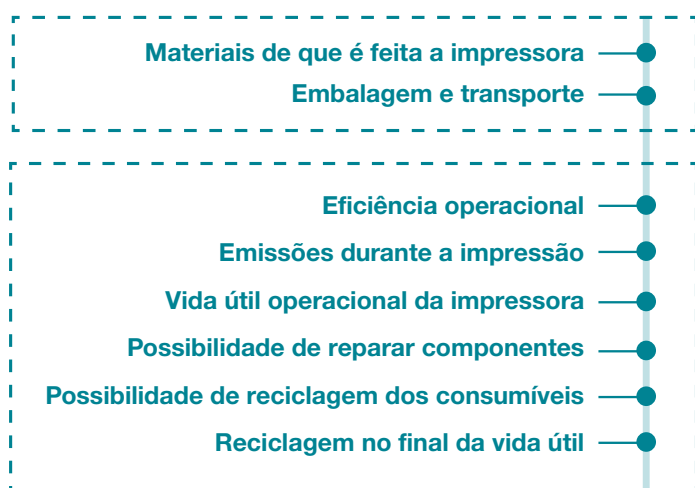 Materiais de que é feita a impressora
Embalagem e transporte
Eficiência operacional
Emissões durante a impressão
Vida útil operacional da impressora
Possibilidade de reparar componentes
Possibilidade de reciclagem dos consumíveis
Reciclagem no final da vida útil